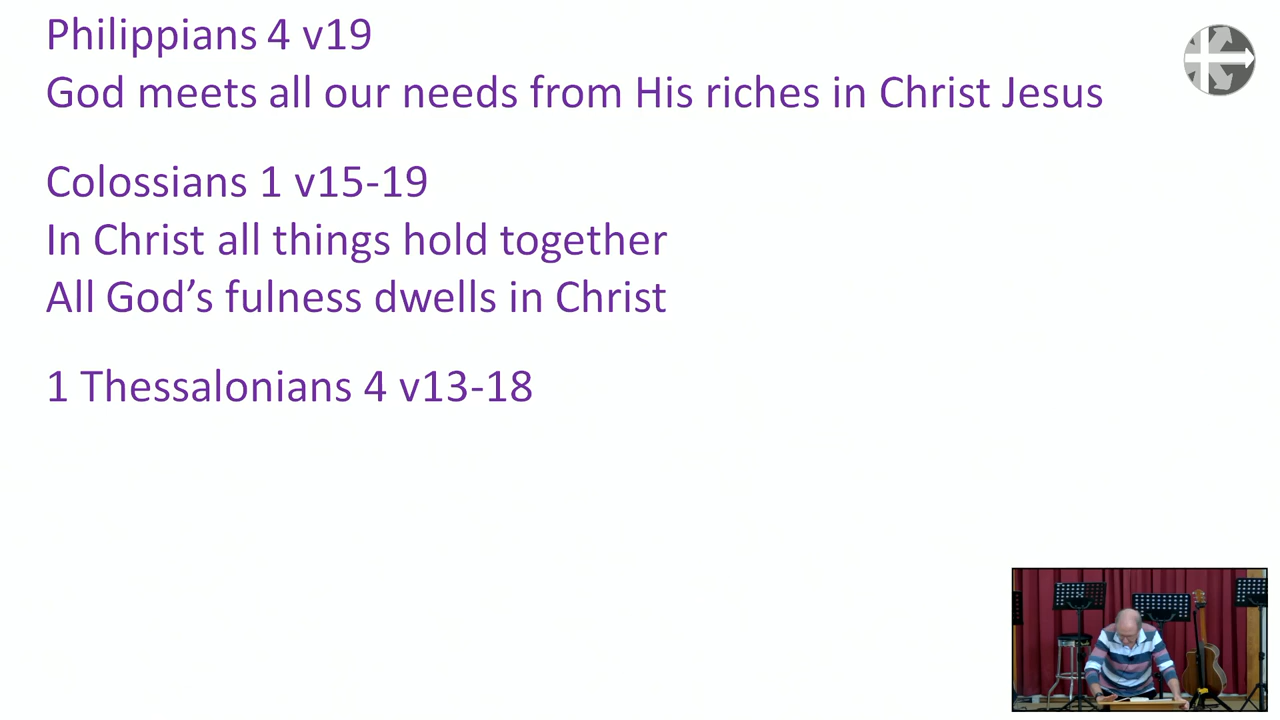 Philippians 4 v19
God meets all our needs from His riches in Christ Jesus
Colossians 1 v15-19
In Christ all things hold together
All God’s fulness dwells in Christ
1 Thessalonians 4 v13-18